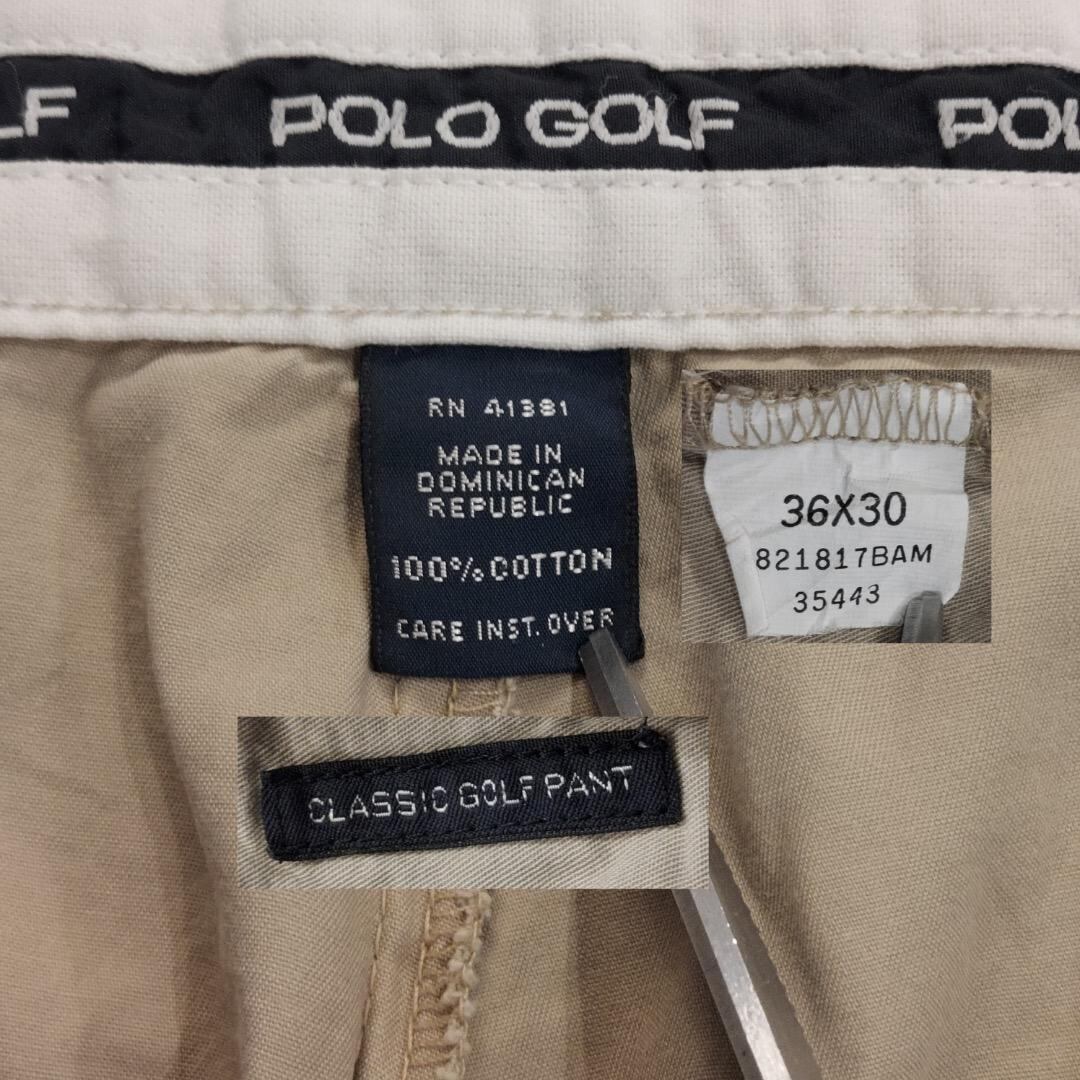 LF POLO GOLF POL
RN 41381
MADE IN
DOMINICAN
REPUBLIC
100% COTTON
CARE INST. OVER
36X30
821817BAM
35443
CLASSIC GOLF PANT